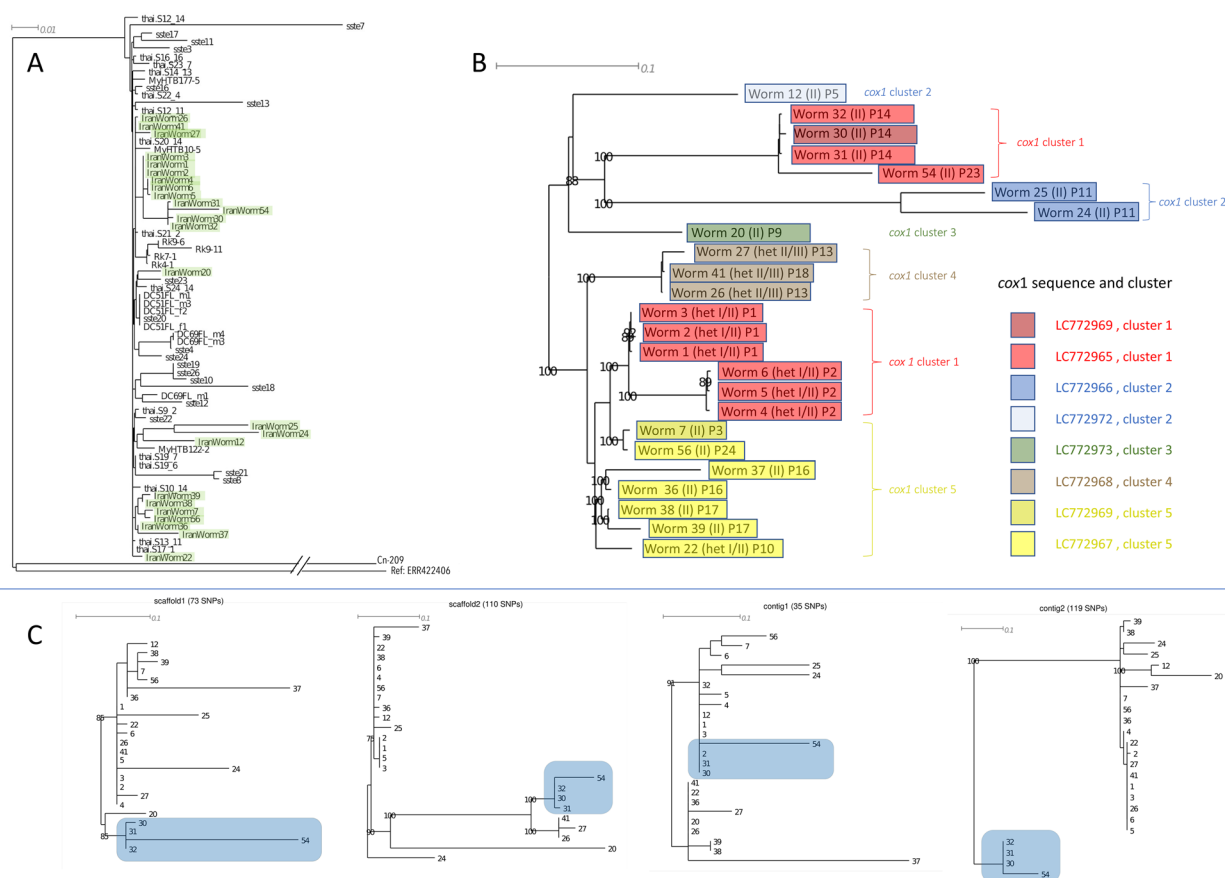 A
0.01
thai.S12_14
sste7
sste17
sste11
sste3
thai.S16_16
thai.S23_7
thai.S14_13
MyHTB177-5
sste16
thai.S22_4
sste13
thai.S12_11
IranWorm26
IranWorm41
IranWorm27
thai.S20_14
MyHTB10-5
IranWorm3
IranWorm1
IranWorm2
IranWorm4
IranWorm6
IranWorm5
IranWorm31
IranWorm54
IranWorm30
IranWorm32
thai.S21_2
Rk9-6
Rk9-11
Rk7-1
Rk4-1
IranWorm20
sste23
thai.S24_14
DC51FL_m1
DC51FL_m3
DC51FL_f2
sste20
DC51FL_f1
DC69FL_m4
DC69FL_m3
sste4
sste24
sste19
sste26
sste10
sste18
DC69FL_m1
sste12
thai.S9_2
sste22
IranWorm25
IranWorm24
IranWorm12
MyHTB122-2
thai.S19_7
thai.S19_6
sste21
sste8
thai.S10_14
IranWorm39
IranWorm38
IranWorm7
IranWorm56
IranWorm36
IranWorm37
thai.S13_11
thai.S17_1
IranWorm22
Cn-209
Ref: ERR422406
B
0.1
Worm 12 (II) P5
cox1 cluster 2
Worm 32 (II) P14
Worm 30 (II) P14
cox1 cluster 1
Worm 31 (II) P14
Worm 54 (II) P23
Worm 25 (II) P11
cox1 cluster 2
Worm 24 (II) P11
Worm 20 (II) P9
cox1 cluster 3
Worm 27 (het II/III) P13
Worm 41 (het II/III) P18
cox1 cluster 4
Worm 26 (het II/III) P13
Worm 3 (het I/II) P1
Worm 2 (het I/II) P1
Worm 1 (het I/II) P1
cox1 cluster 1
Worm 6 (het I/II) P2
Worm 5 (het I/II) P2
Worm 4 (het I/II) P2
Worm 7 (II) P3
Worm 56 (II) P24
Worm 37 (II) P16
Worm 36 (II) P16
cox1 cluster 5
Worm 38 (II) P17
Worm 39 (II) P17
Worm 22 (het I/II) P10
100
88
100
100
92
89
100
100
89
100
100
100
100
cox1 sequence and cluster
LC772969 , cluster 1
LC772965 , cluster 1
LC772966 , cluster 2
LC772972 , cluster 2
LC772973 , cluster 3
LC772968 , cluster 4
LC772969 , cluster 5
LC772967 , cluster 5
C
scaffold1 (73 SNPs)
0.1
12
38
39
7
56
37
36
1
85
25
22
6
26
41
5
24
3
2
27
4
20
30
85
31
54
32
scaffold2 (110 SNPs)
0.1
37
39
22
38
6
4
56
7
36
12
25
75
2
1
5
3
54
32
100
30
31
100
41
100
27
26
90
20
24
contig1 (35 SNPs)
0.1
56
7
6
25
24
91
32
5
4
12
1
3
54
2
31
30
41
22
36
27
20
26
39
38
37
contig2 (119 SNPs)
0.1
39
38
24
25
100
12
100
20
37
7
56
36
4
22
2
27
41
1
3
26
6
5
32
31
100
30
54